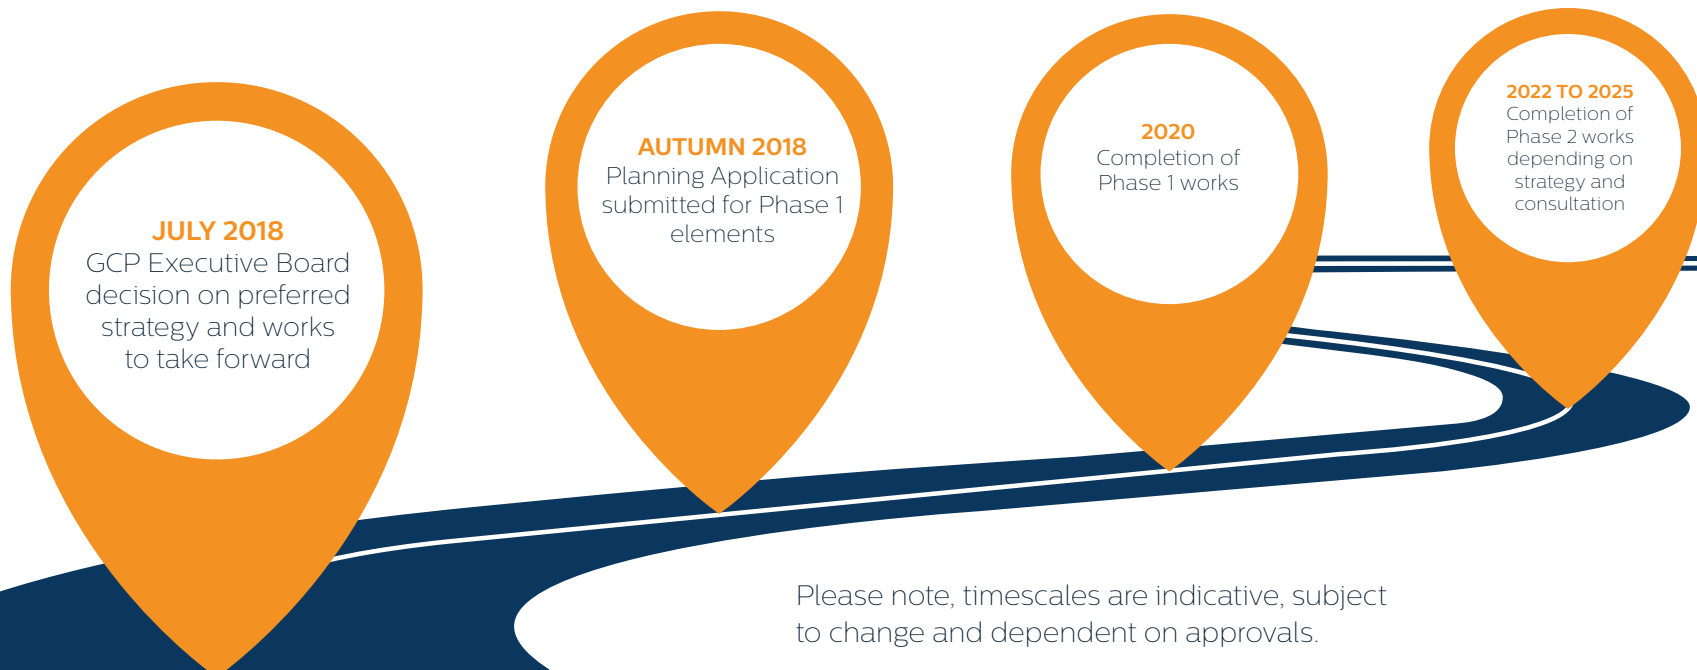 JULY 2018
GCP Executive Board
decision on preferred
strategy and works
to take forward
AUTUMN 2018
Planning Application
submitted for Phase 1
elements
2020
Completion of
Phase 1 works
2022 TO 2025
Completion of
Phase 2 works
depending on
strategy and
consultation
Please note, timescales are indicative, subject
to change and dependent on approvals.